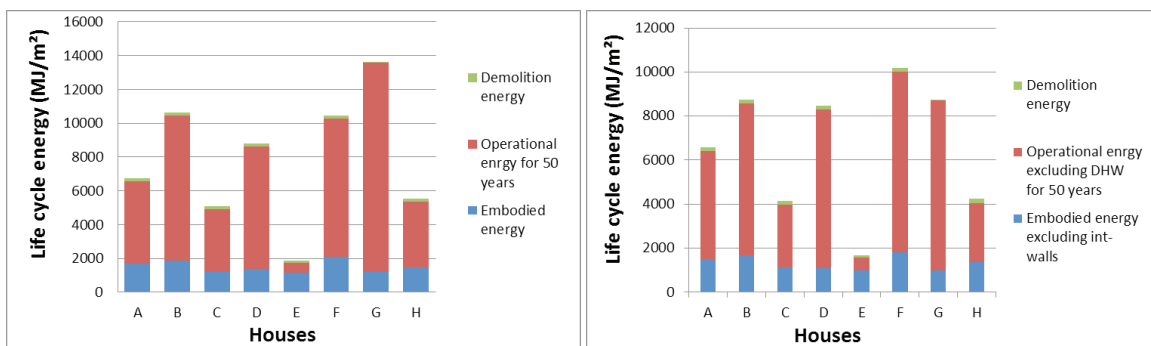 Life cycle energy (MJ/m²)
16000
14000
12000
10000
8000
6000
4000
2000
0
A B C D E F G H
Houses
Demolition
energy
Operational
enrgy for 50
years
Embodied
energy
Life cycle energy (MJ/m²)
12000
10000
8000
6000
4000
2000
0
A B C D E F G H
Houses
Demolition
energy
Operational enrgy
excluding DHW
for 50 years
Embodied energy
excluding int-
walls